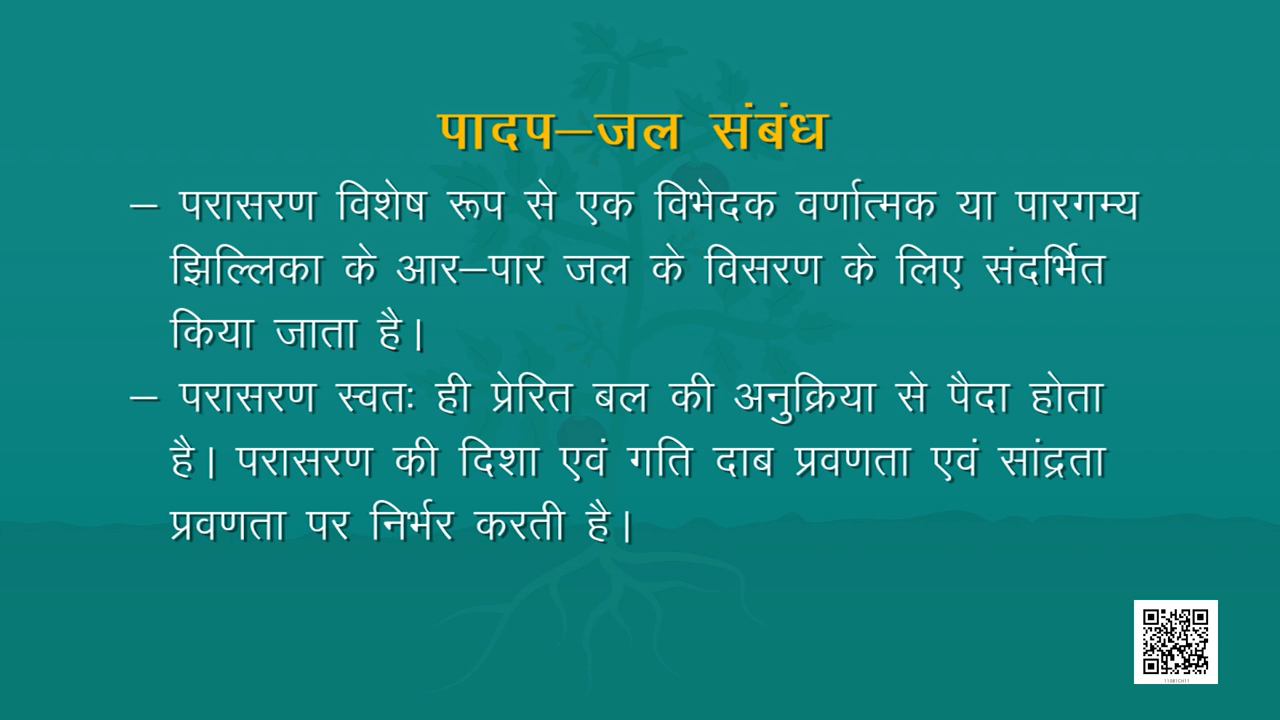 पादप–जल संबंध
– परासरण विशेष रूप से एक विभेदक वर्णात्मक या पारगम्य
झिल्लिका के आर–पार जल के विसरण के लिए संदर्भित
किया जाता है।
– परासरण स्वतः ही प्रेरित बल की अनुक्रिया से पैदा होता
है। परासरण की दिशा एवं गति दाब प्रवणता एवं सांद्रता
प्रवणता पर निर्भर करती है।